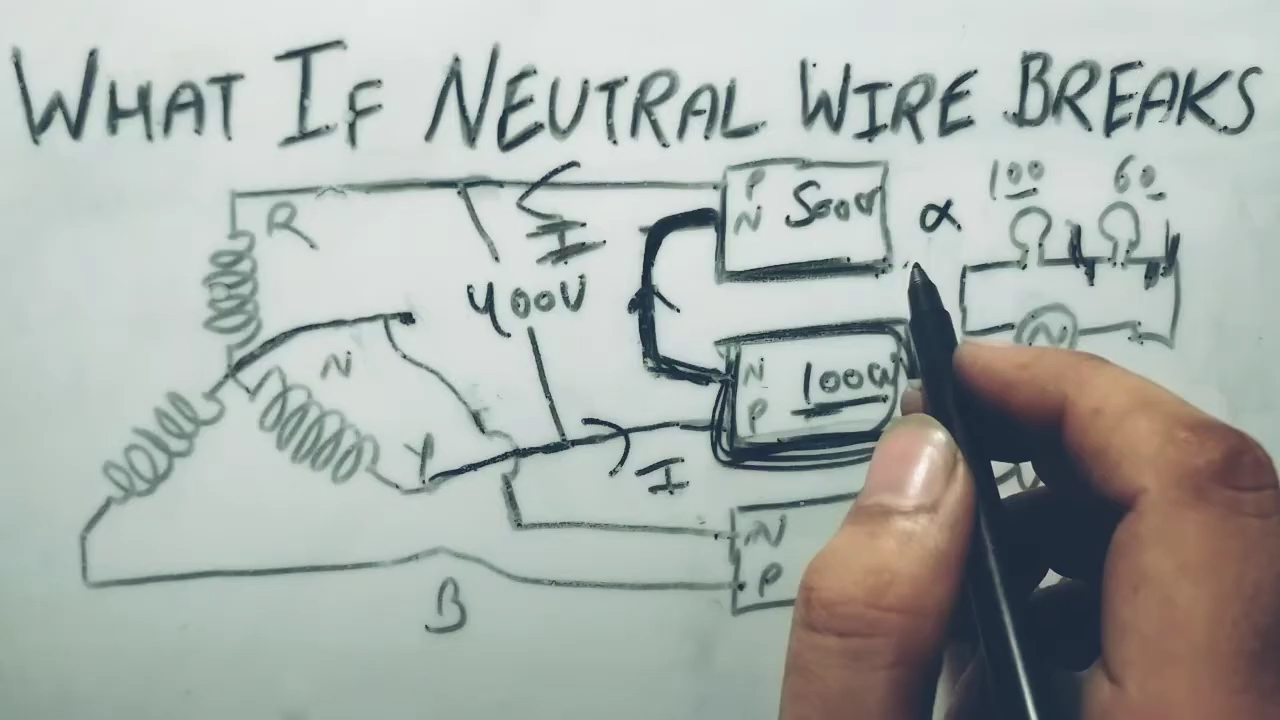 WHAT IF NEUTRAL WIRE BREAKS
100 60
P
R N 500W α
I
400V
N
N 100W
P
Y
I
N
P
B